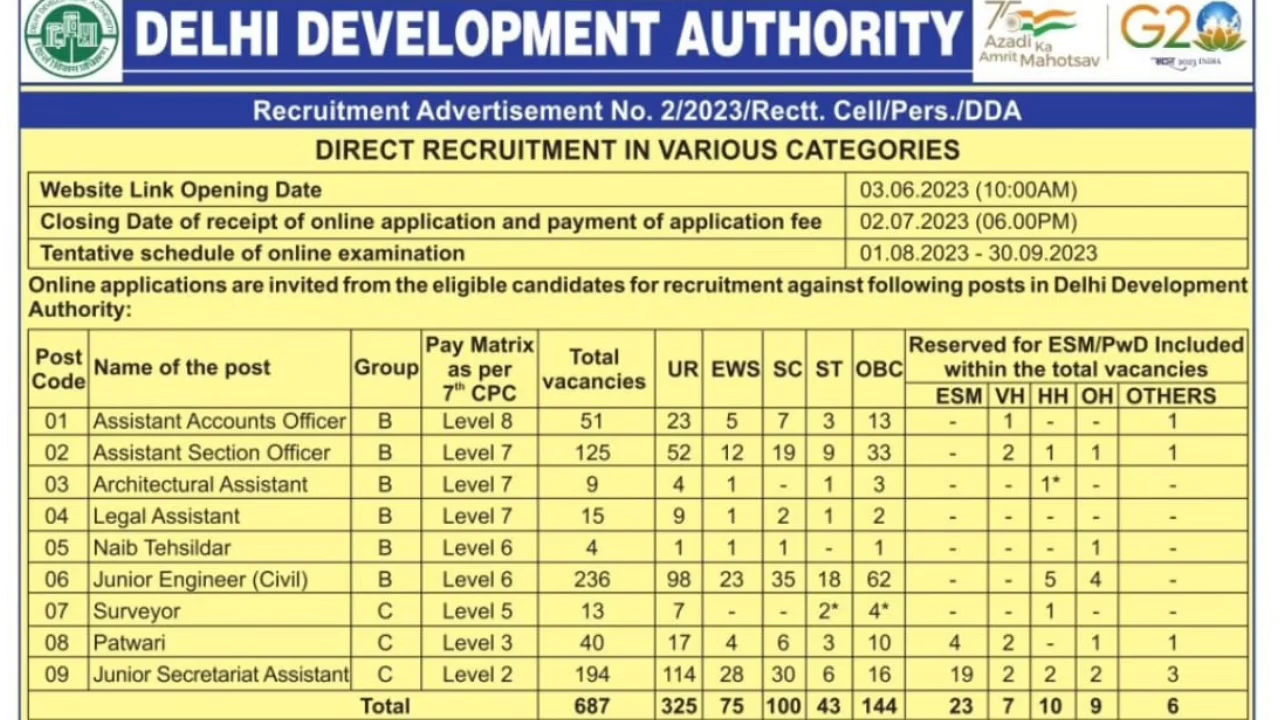 DELHI DEVELOPMENT AUTHORITY
Azadi Ka
Amrit Mahotsav
G20
भारत 2023 INDIA
Recruitment Advertisement No. 2/2023/Rectt. Cell/Pers./DDA
DIRECT RECRUITMENT IN VARIOUS CATEGORIES
Website Link Opening Date 03.06.2023 (10:00AM)
Closing Date of receipt of online application and payment of application fee 02.07.2023 (06.00PM)
Tentative schedule of online examination 01.08.2023 - 30.09.2023
Online applications are invited from the eligible candidates for recruitment against following posts in Delhi Development
Authority:
Post Code Name of the post Group Pay Matrix as per 7th CPC Total vacancies UR EWS SC ST OBC Reserved for ESM/PwD Included within the total vacancies
ESM VH HH OH OTHERS
01 Assistant Accounts Officer B Level 8 51 23 5 7 3 13 - 1 - - 1
02 Assistant Section Officer B Level 7 125 52 12 19 9 33 - 2 1 1 1
03 Architectural Assistant B Level 7 9 4 1 - 1 3 - - 1* - -
04 Legal Assistant B Level 7 15 9 1 2 1 2 - - - - -
05 Naib Tehsildar B Level 6 4 1 1 1 - 1 - - - 1 -
06 Junior Engineer (Civil) B Level 6 236 98 23 35 18 62 - - 5 4 -
07 Surveyor C Level 5 13 7 - - 2* 4* - - 1 - -
08 Patwari C Level 3 40 17 4 6 3 10 4 2 - 1 1
09 Junior Secretariat Assistant C Level 2 194 114 28 30 6 16 19 2 2 2 3
Total 687 325 75 100 43 144 23 7 10 9 6